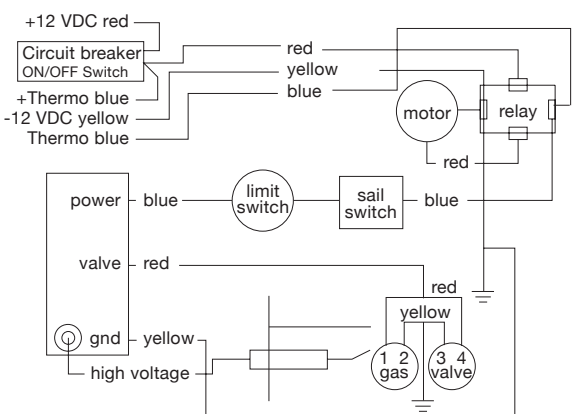 +12 VDC red
Circuit breaker
ON/OFF Switch
+Thermo blue
-12 VDC yellow
Thermo blue
red
yellow
blue
motor
relay
red
power
blue
limit
switch
sail
switch
blue
valve
red
red
yellow
gnd
yellow
high voltage
1 2
gas
3 4
valve